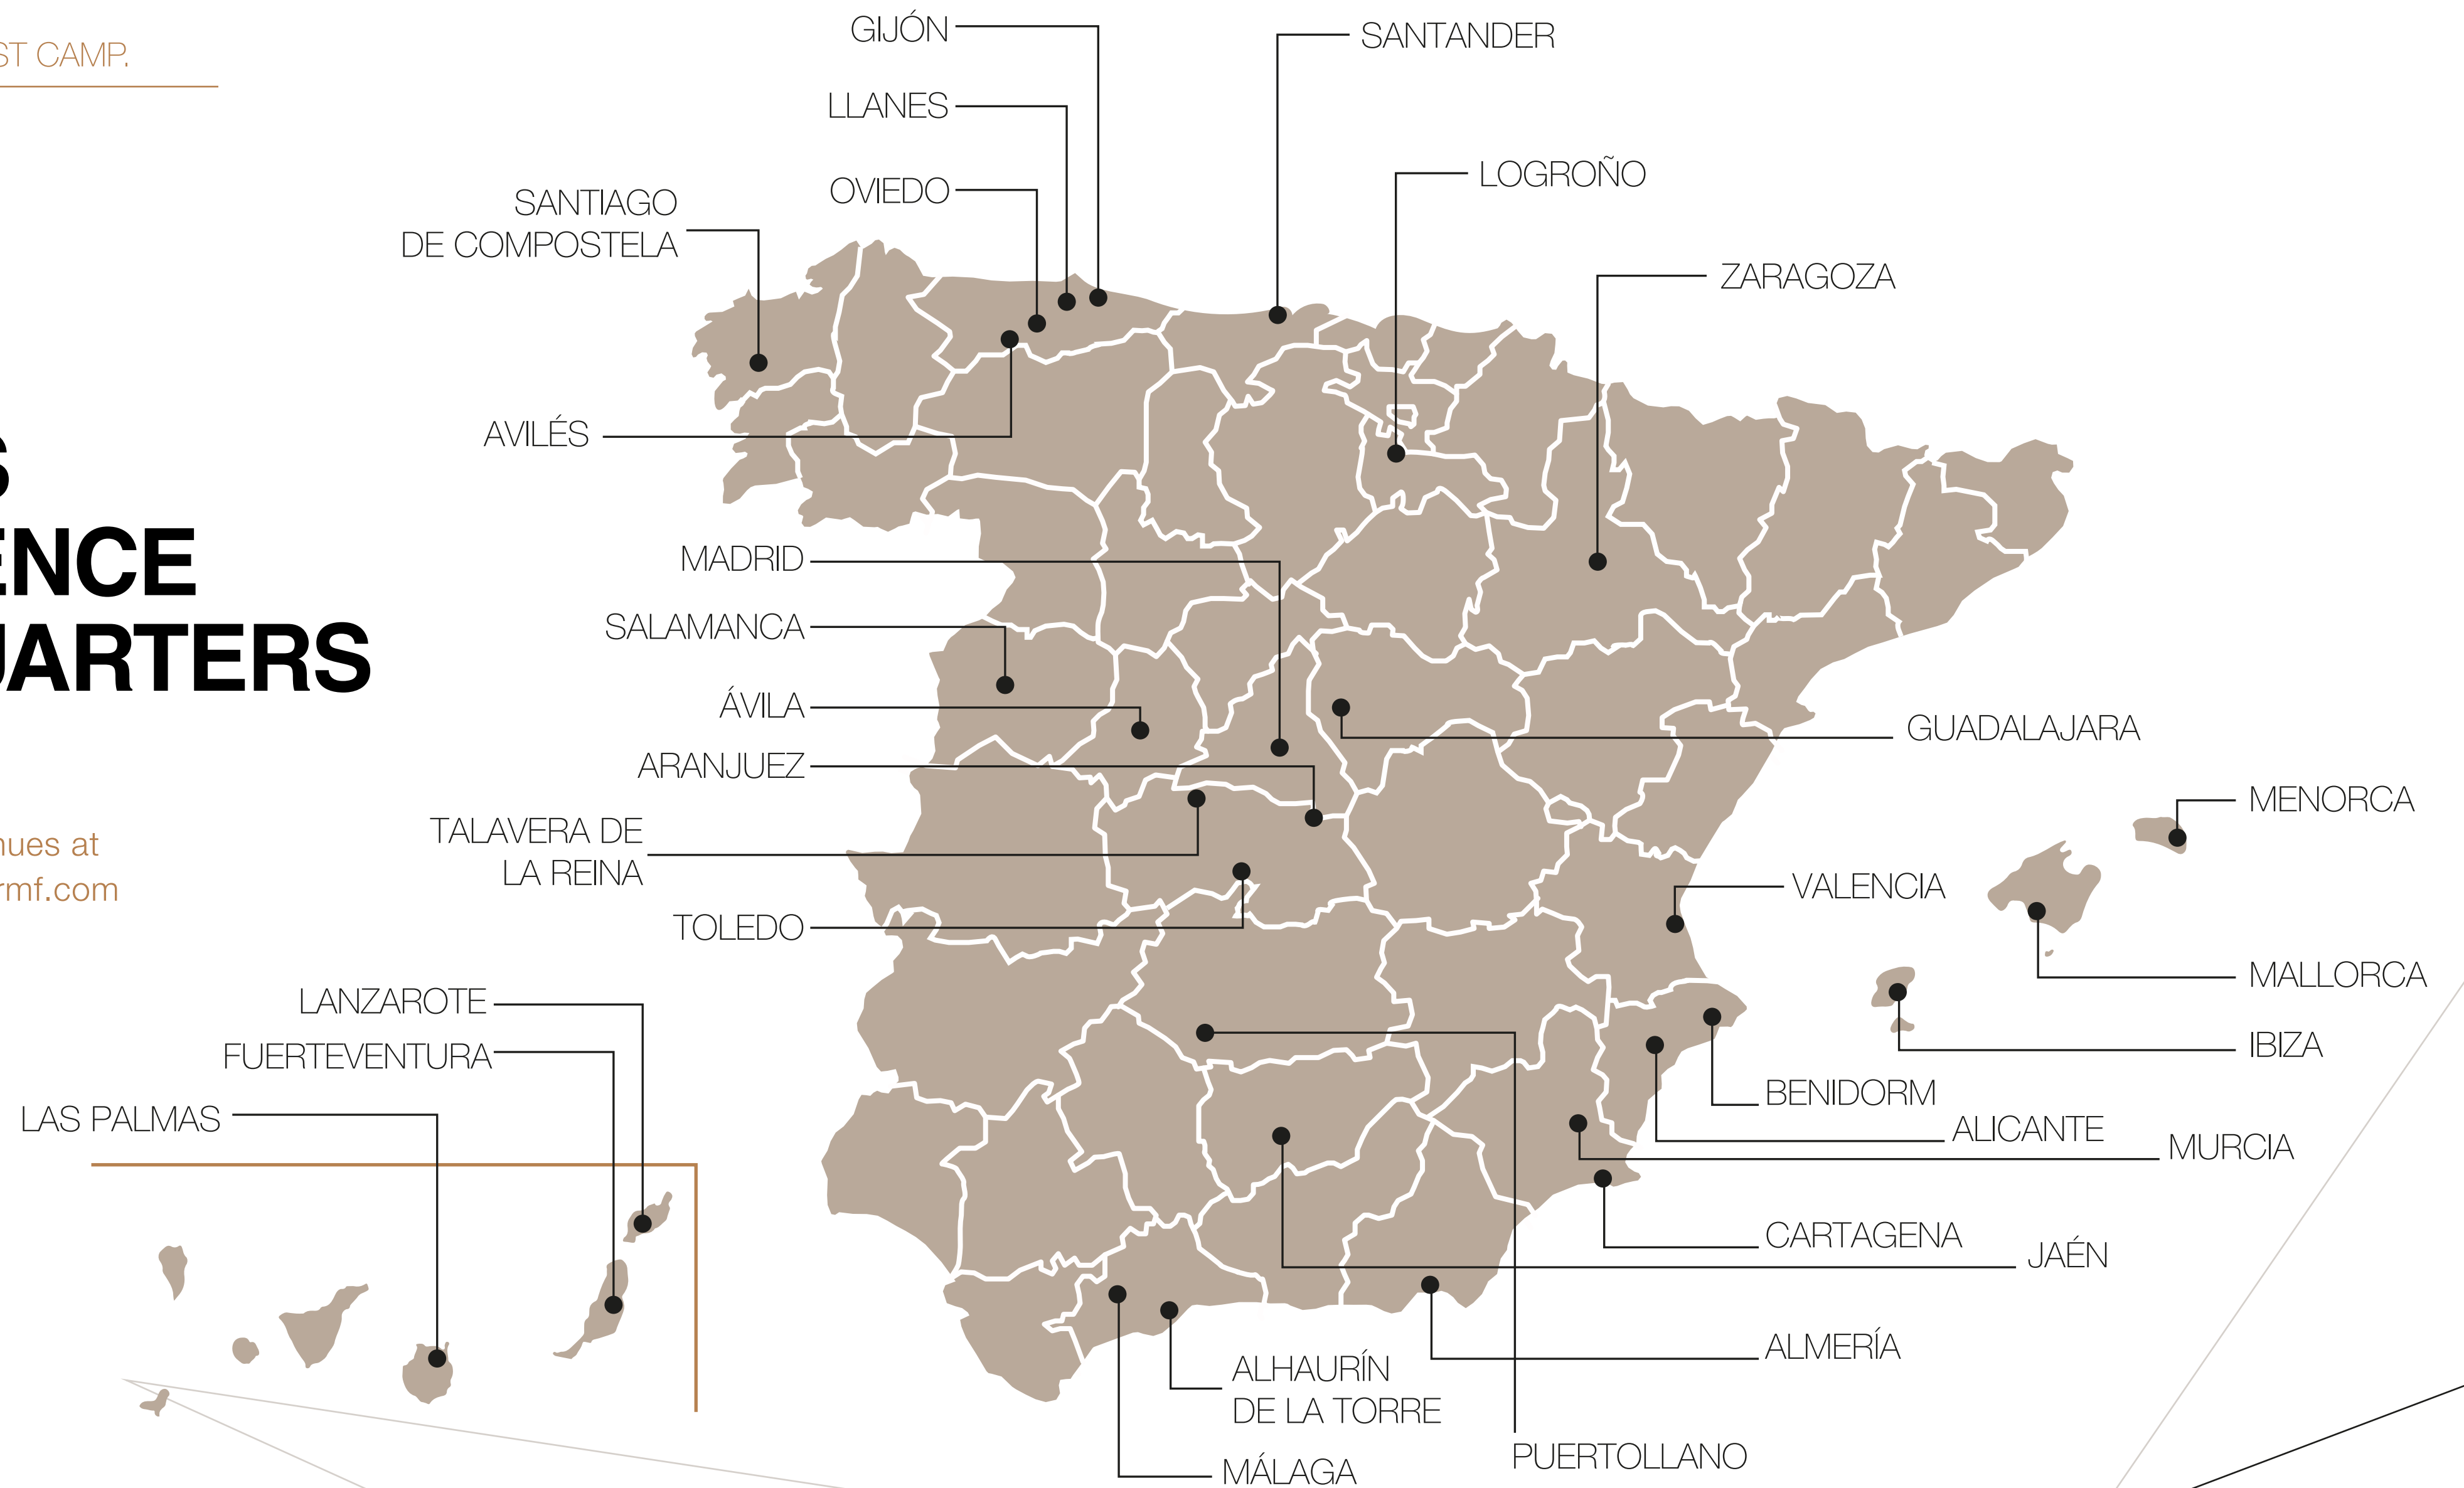 ST CAMP.
S
ENCE
UARTERS
nues at
rmf.com
GIJÓN
SANTANDER
LLANES
LOGROÑO
OVIEDO
SANTIAGO
DE COMPOSTELA
ZARAGOZA
AVILÉS
MADRID
SALAMANCA
ÁVILA
GUADALAJARA
ARANJUEZ
MENORCA
TALAVERA DE
LA REINA
VALENCIA
TOLEDO
MALLORCA
LANZAROTE
IBIZA
FUERTEVENTURA
BENIDORM
LAS PALMAS
ALICANTE
MURCIA
CARTAGENA
JAÉN
ALMERÍA
ALHAURÍN
DE LA TORRE
PUERTOLLANO
MÁLAGA